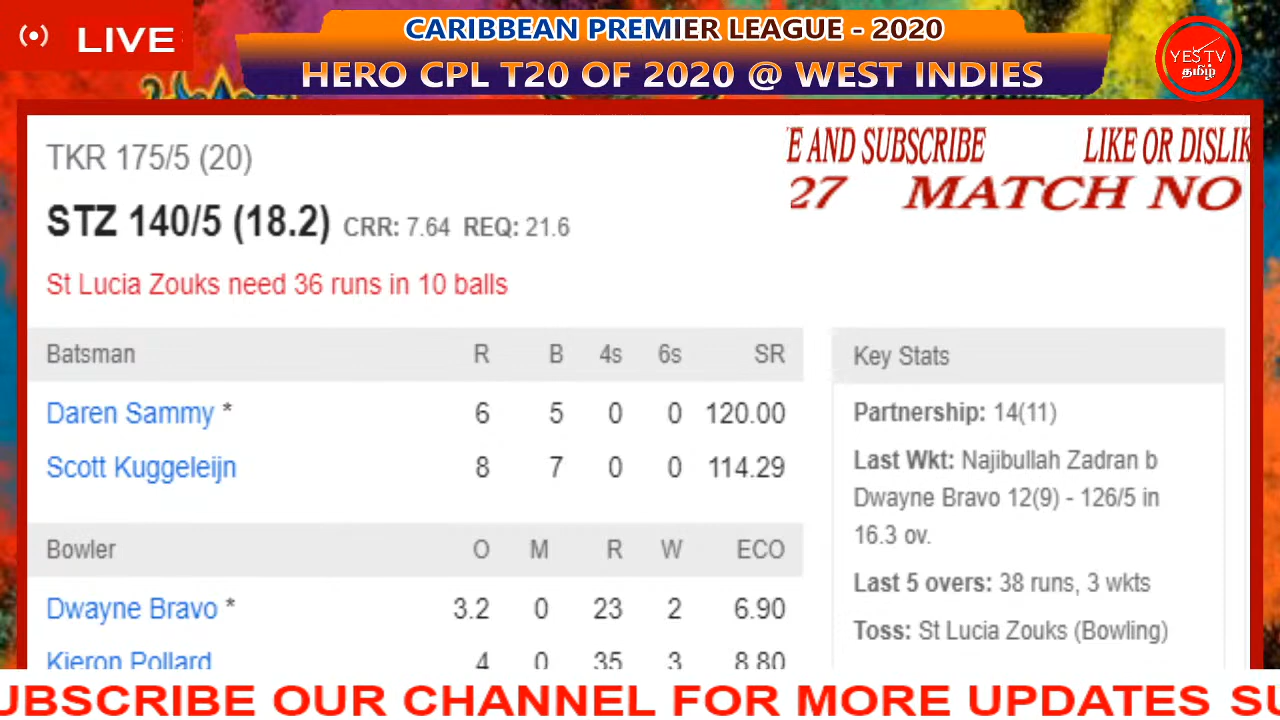 LIVE
CARIBBEAN PREMIER LEAGUE - 2020
HERO CPL T20 OF 2020 @ WEST INDIES
YES TV
தமிழ்
TKR 175/5 (20)
E AND SUBSCRIBE LIKE OR DISLIK
27 MATCH NO
STZ 140/5 (18.2) CRR: 7.64 REQ: 21.6
St Lucia Zouks need 36 runs in 10 balls
Batsman R B 4s 6s SR
Daren Sammy * 6 5 0 0 120.00
Scott Kuggeleijn 8 7 0 0 114.29
Bowler O M R W ECO
Dwayne Bravo * 3.2 0 23 2 6.90
Kieron Pollard 4 0 35 3 8.80
Key Stats
Partnership: 14(11)
Last Wkt: Najibullah Zadran b
Dwayne Bravo 12(9) - 126/5 in
16.3 ov.
Last 5 overs: 38 runs, 3 wkts
Toss: St Lucia Zouks (Bowling)
UBSCRIBE OUR CHANNEL FOR MORE UPDATES SU